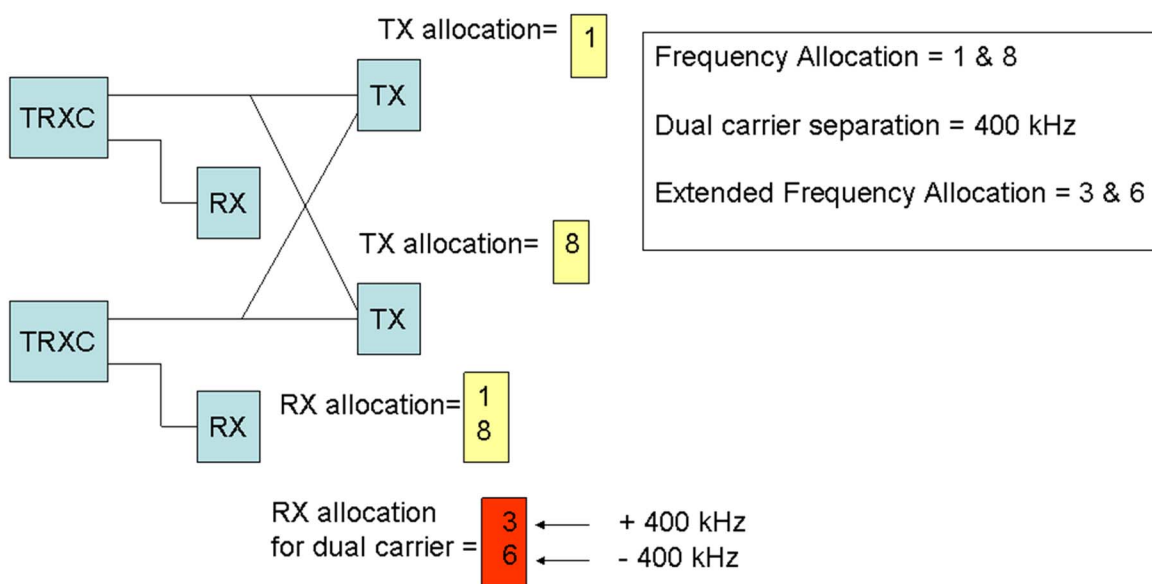 TX allocation= 1
TRXC
TX
RX
TX allocation= 8
TRXC
TX
RX
RX allocation= 1
8
RX allocation
for dual carrier =
3 + 400 kHz
6 - 400 kHz
Frequency Allocation = 1 & 8
Dual carrier separation = 400 kHz
Extended Frequency Allocation = 3 & 6